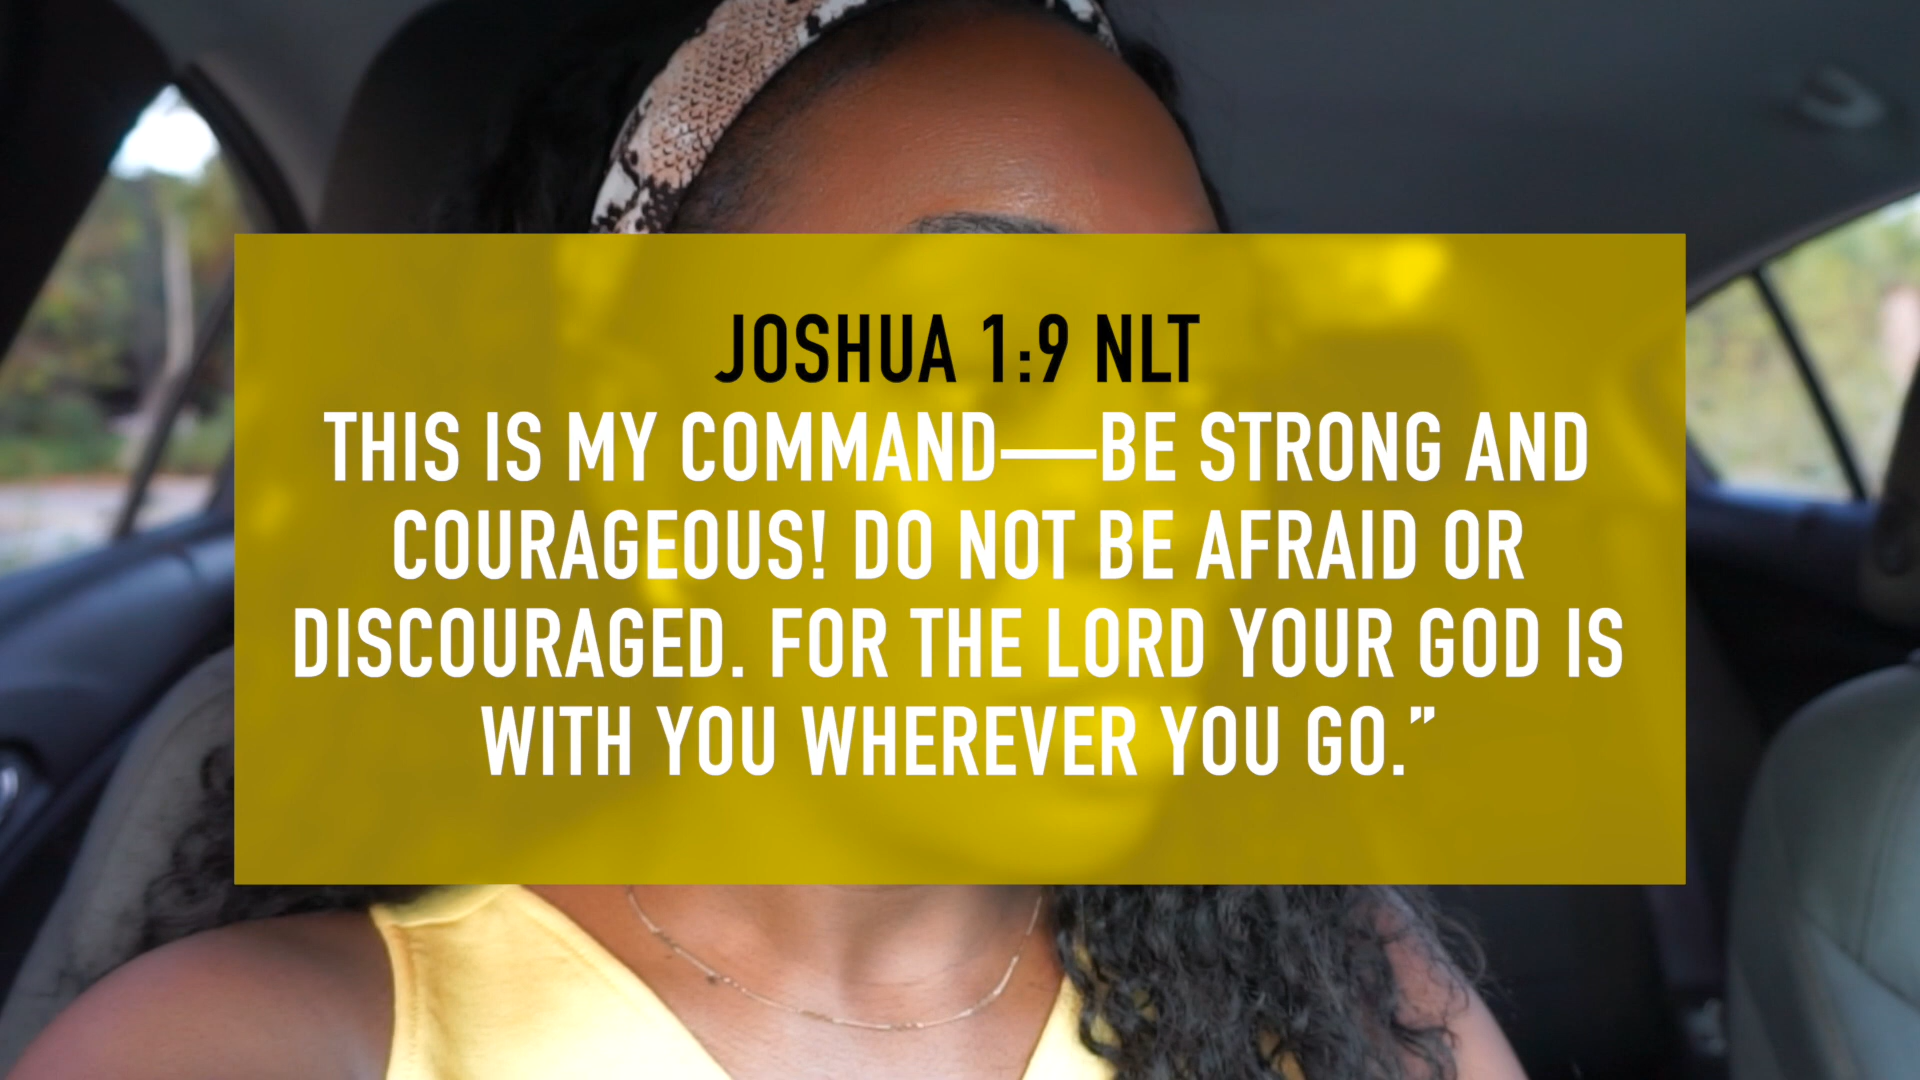 JOSHUA 1:9 NLT
THIS IS MY COMMAND—BE STRONG AND
COURAGEOUS! DO NOT BE AFRAID OR
DISCOURAGED. FOR THE LORD YOUR GOD IS
WITH YOU WHEREVER YOU GO.”